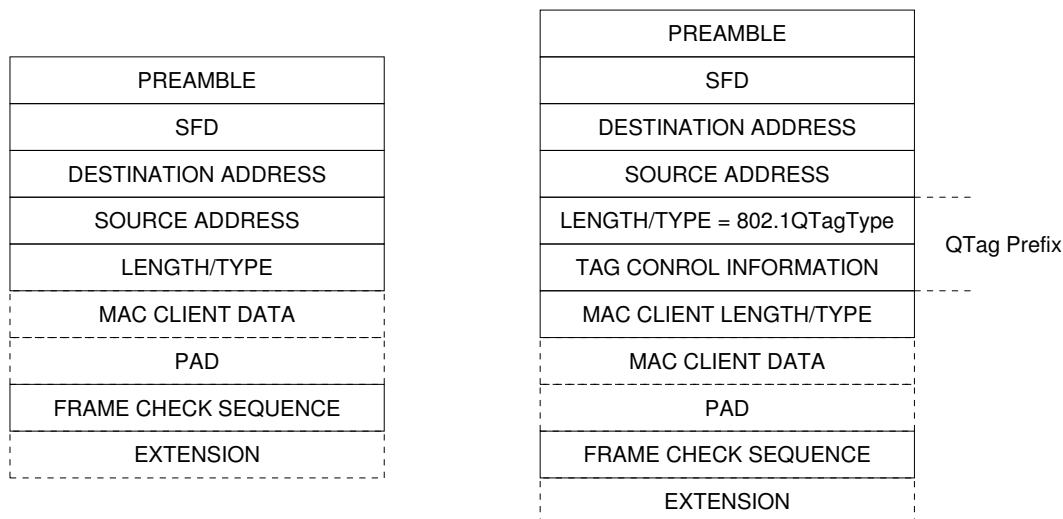 PREAMBLE
SFD
DESTINATION ADDRESS
SOURCE ADDRESS
LENGTH/TYPE
MAC CLIENT DATA
PAD
FRAME CHECK SEQUENCE
EXTENSION
PREAMBLE
SFD
DESTINATION ADDRESS
SOURCE ADDRESS
LENGTH/TYPE = 802.1QTagType
TAG CONROL INFORMATION
MAC CLIENT LENGTH/TYPE
MAC CLIENT DATA
PAD
FRAME CHECK SEQUENCE
EXTENSION
QTag Prefix